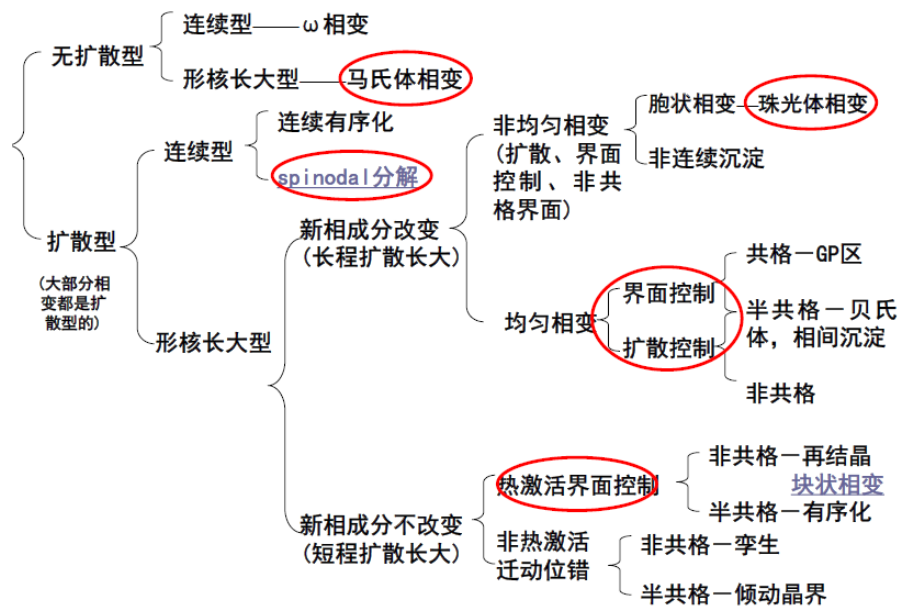 无扩散型
连续型——ω相变
形核长大型——马氏体相变
扩散型
(大部分相
变都是扩
散型的)
连续型
连续有序化
spinodal分解
形核长大型
新相成分改变
(长程扩散长大)
非均匀相变
(扩散、界面
控制、非共
格界面)
胞状相变—珠光体相变
非连续沉淀
均匀相变
界面控制
扩散控制
共格—GP区
半共格—贝氏
体，相间沉淀
非共格
新相成分不改变
(短程扩散长大)
热激活界面控制
非共格—再结晶
块状相变
半共格—有序化
非热激活
迁动位错
非共格—孪生
半共格—倾动晶界